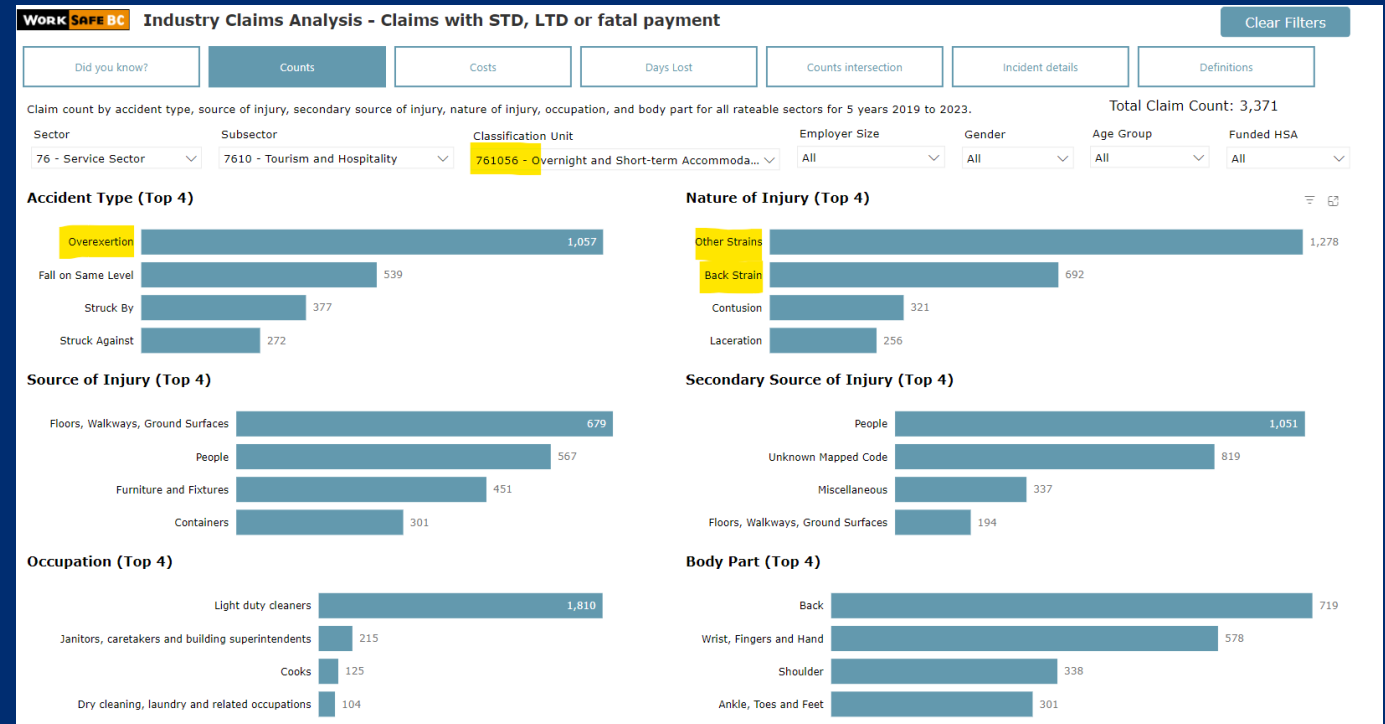 WORK SAFE BC Industry Claims Analysis - Claims with STD, LTD or fatal payment
Clear Filters
Did you know? Counts Costs Days Lost Counts intersection Incident details Definitions
Claim count by accident type, source of injury, secondary source of injury, nature of injury, occupation, and body part for all rateable sectors for 5 years 2019 to 2023.
Total Claim Count: 3,371
Sector Subsector Classification Unit Employer Size Gender Age Group Funded HSA
76 - Service Sector 7610 - Tourism and Hospitality 761056 - Overnight and Short-term Accommoda... All All All All
Accident Type (Top 4)
Overexertion 1,057
Fall on Same Level 539
Struck By 377
Struck Against 272
Nature of Injury (Top 4)
Other Strains 1,278
Back Strain 692
Contusion 321
Laceration 256
Source of Injury (Top 4)
Floors, Walkways, Ground Surfaces 679
People 567
Furniture and Fixtures 451
Containers 301
Secondary Source of Injury (Top 4)
People 1,051
Unknown Mapped Code 819
Miscellaneous 337
Floors, Walkways, Ground Surfaces 194
Occupation (Top 4)
Light duty cleaners 1,810
Janitors, caretakers and building superintendents 215
Cooks 125
Dry cleaning, laundry and related occupations 104
Body Part (Top 4)
Back 719
Wrist, Fingers and Hand 578
Shoulder 338
Ankle, Toes and Feet 301